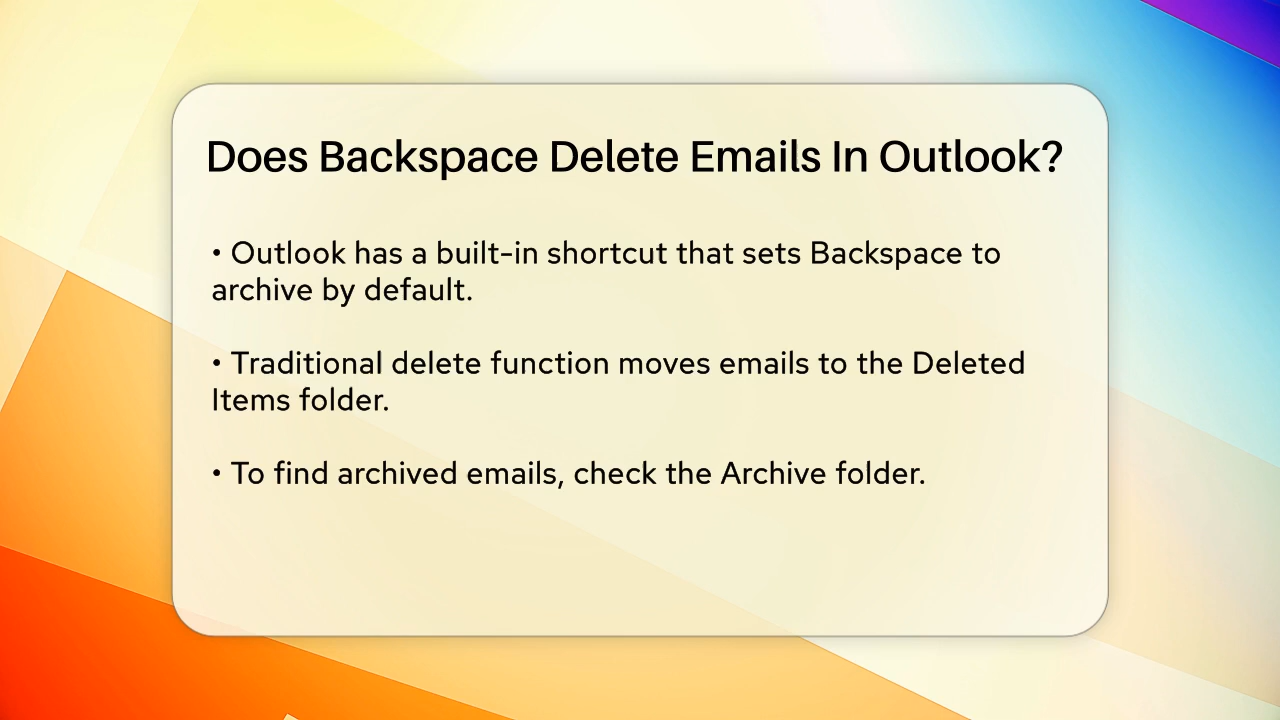 Does Backspace Delete Emails In Outlook?
• Outlook has a built-in shortcut that sets Backspace to
archive by default.
• Traditional delete function moves emails to the Deleted
Items folder.
• To find archived emails, check the Archive folder.